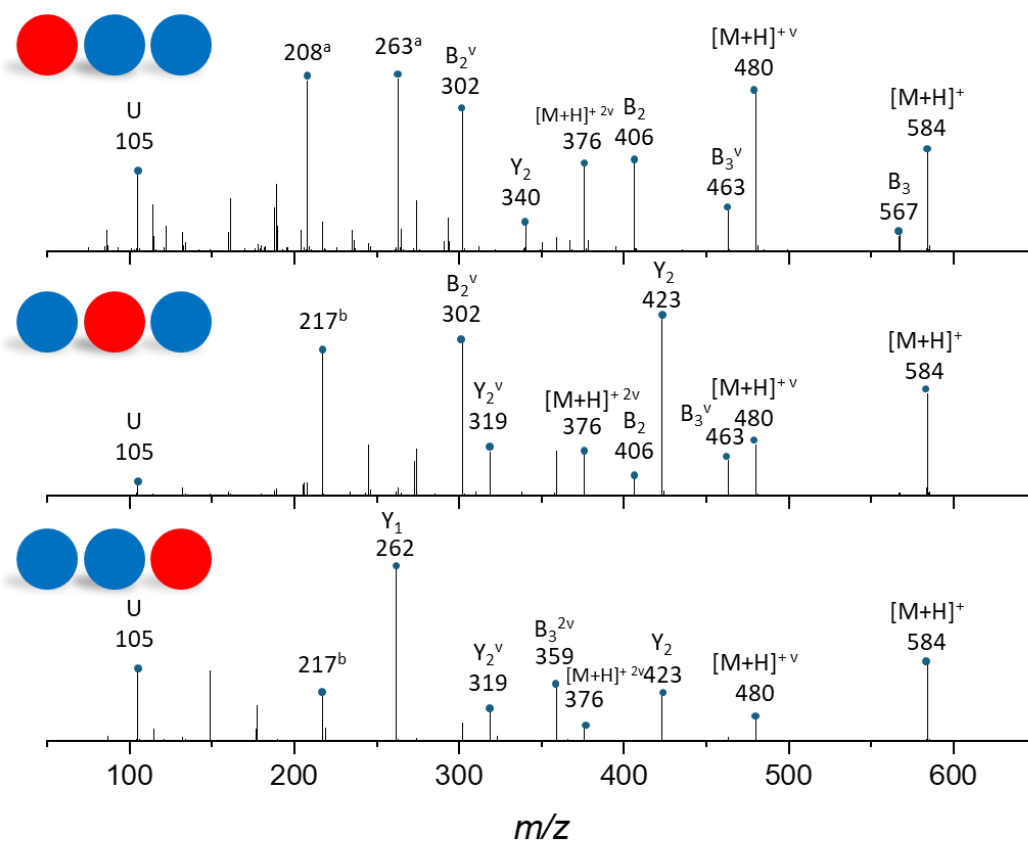 U
105
208ᵃ
263ᵃ
B₂ᵛ
302
Y₂
340
[M+H]⁺ ²ᵛ
376
B₂
406
B₃ᵛ
463
[M+H]⁺ ᵛ
480
B₃
567
[M+H]⁺
584
U
105
217ᵇ
B₂ᵛ
302
Y₂ᵛ
319
[M+H]⁺ ²ᵛ
376
B₂
406
Y₂
423
B₃ᵛ
463
[M+H]⁺ ᵛ
480
[M+H]⁺
584
U
105
217ᵇ
Y₁
262
Y₂ᵛ
319
B₃²ᵛ
359
[M+H]⁺ ²ᵛ
376
Y₂
423
[M+H]⁺ ᵛ
480
[M+H]⁺
584
100 200 300 400 500 600
m/z